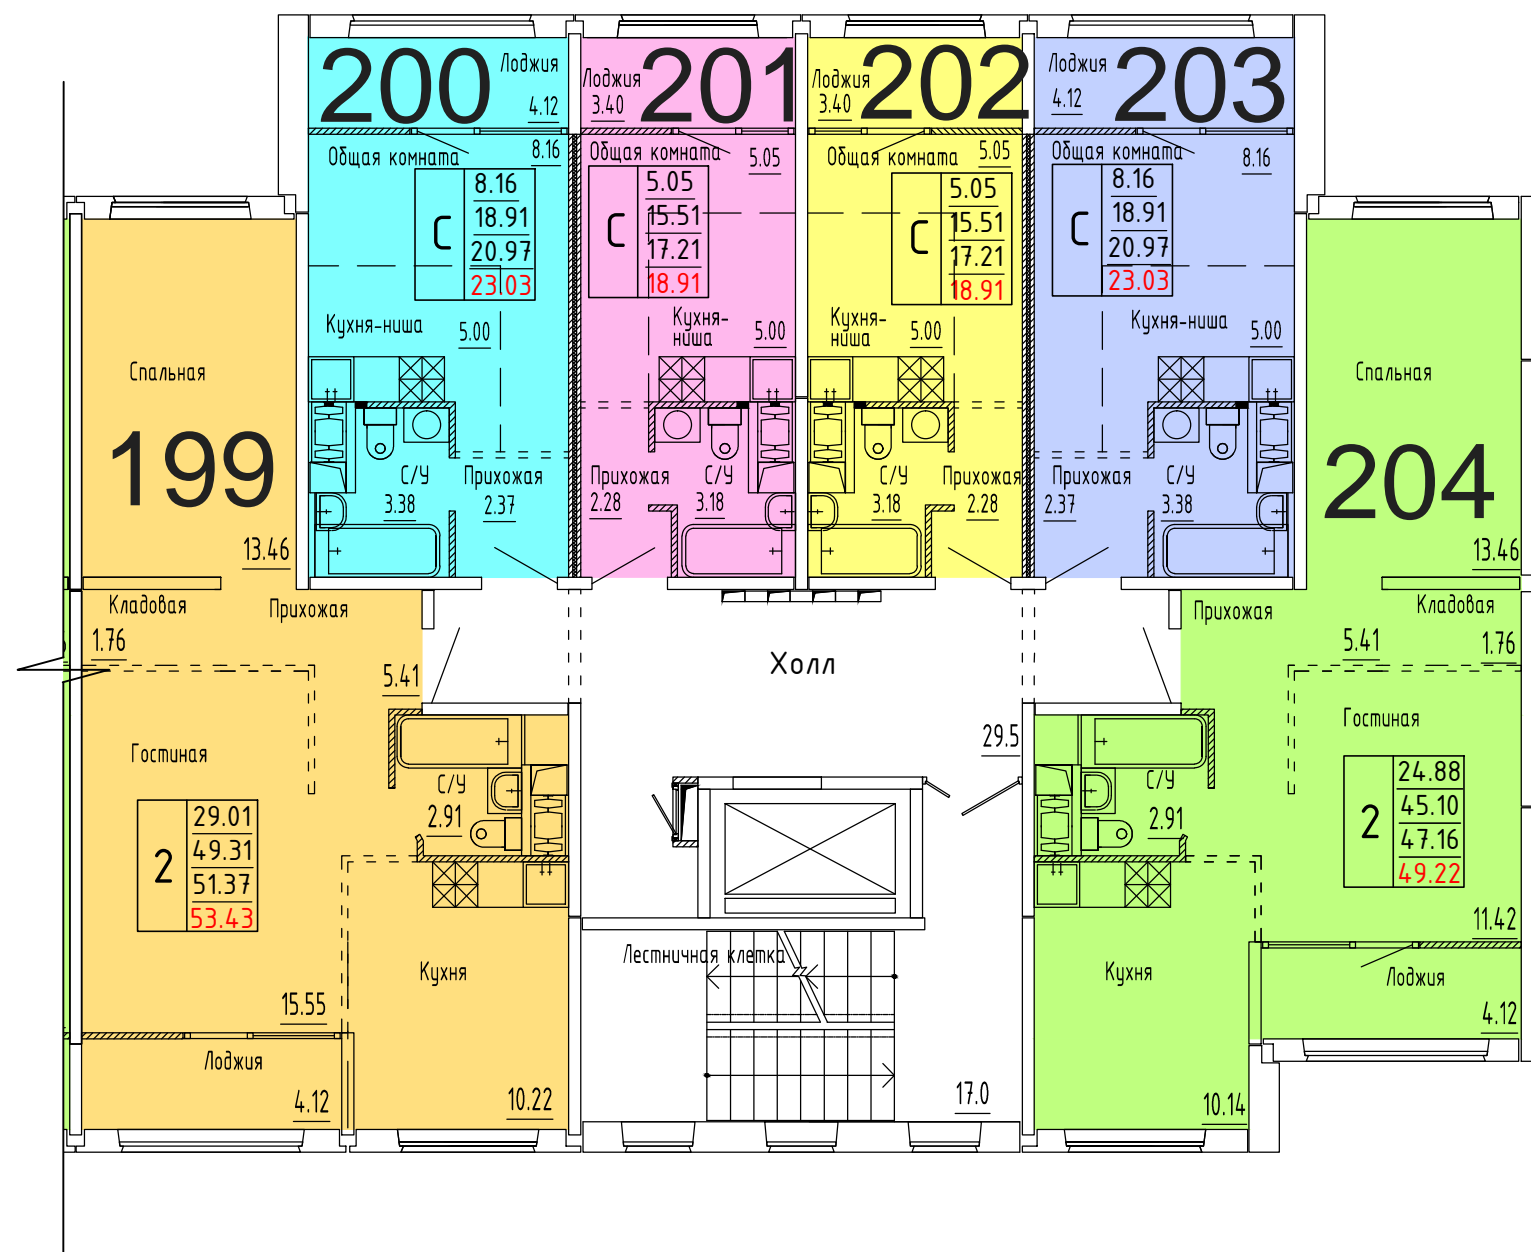 200
Лоджия
4.12
Лоджия
3.40
201
Лоджия
3.40
202
Лоджия
4.12
203
Общая комната
8.16
С
8.16
18.91
20.97
23.03
Кухня-ниша
5.00
С/У
3.38
Прихожая
2.37
Общая комната
5.05
С
5.05
15.51
17.21
18.91
Кухня-
ниша
5.00
Прихожая
2.28
С/У
3.18
Общая комната
5.05
С
5.05
15.51
17.21
18.91
Кухня-
ниша
5.00
С/У
3.18
Прихожая
2.28
Общая комната
8.16
С
8.16
18.91
20.97
23.03
Кухня-ниша
5.00
Прихожая
2.37
С/У
3.38
Спальная
199
13.46
Кладовая
1.76
Прихожая
5.41
Гостиная
2
29.01
49.31
51.37
53.43
15.55
С/У
2.91
Кухня
10.22
Лоджия
4.12
Холл
29.5
Лестничная клетка
17.0
Спальная
204
13.46
Прихожая
5.41
Кладовая
1.76
Гостиная
2
24.88
45.10
47.16
49.22
11.42
С/У
2.91
Кухня
10.14
Лоджия
4.12